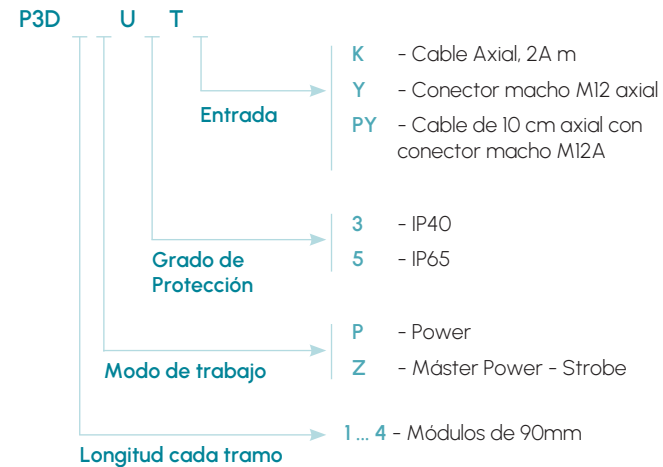 P3D U T
K - Cable Axial, 2A m
Y - Conector macho M12 axial
Entrada
PY - Cable de 10 cm axial con
conector macho M12A
3 - IP40
5 - IP65
Grado de
Protección
P - Power
Z - Máster Power - Strobe
Modo de trabajo
1 ... 4 - Módulos de 90mm
Longitud cada tramo